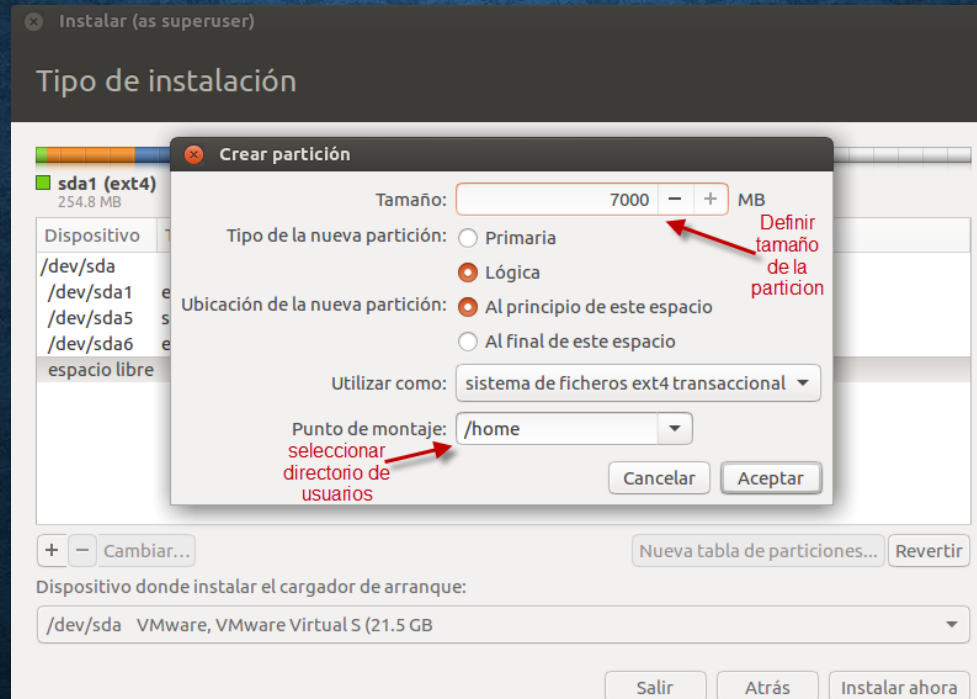 Instalar (as superuser)
Tipo de instalación
sda1 (ext4)
254.8 MB
Dispositivo
/dev/sda
/dev/sda1 e
/dev/sda5 s
/dev/sda6 e
espacio libre
Crear partición
Tamaño: 7000 − + MB
Tipo de la nueva partición: Primaria
Lógica
Ubicación de la nueva partición: Al principio de este espacio
Al final de este espacio
Utilizar como: sistema de ficheros ext4 transaccional
Punto de montaje: /home
Cancelar Aceptar
Definir
tamaño
de la
particion
seleccionar
directorio de
usuarios
+ − Cambiar... Nueva tabla de particiones... Revertir
Dispositivo donde instalar el cargador de arranque:
/dev/sda VMware, VMware Virtual S (21.5 GB
Salir Atrás Instalar ahora